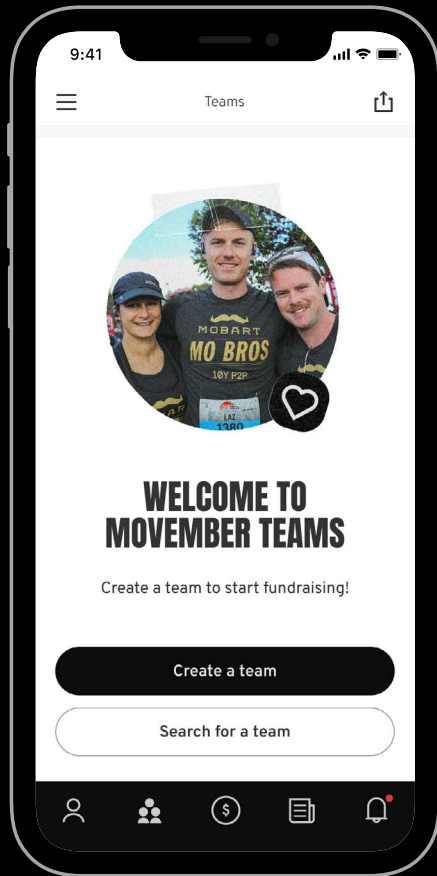 9:41
Teams
MOBART
MO BROS
10Y P2P
LAZ
1380
WELCOME TO
MOVEMBER TEAMS
Create a team to start fundraising!
Create a team
Search for a team
$